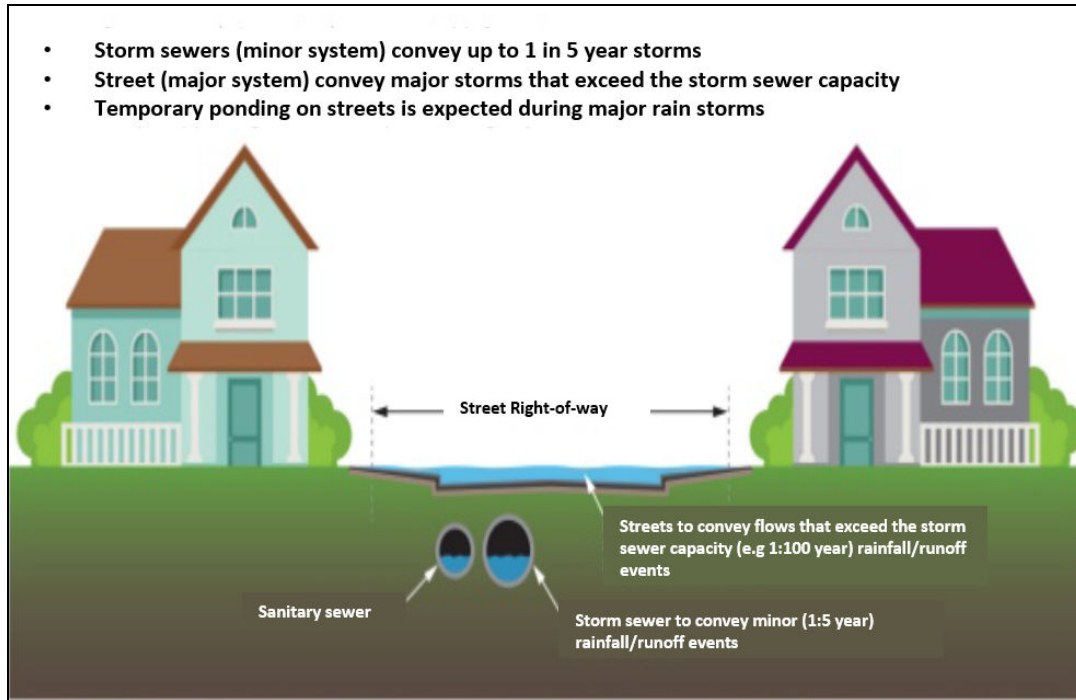 • Storm sewers (minor system) convey up to 1 in 5 year storms
• Street (major system) convey major storms that exceed the storm sewer capacity
• Temporary ponding on streets is expected during major rain storms
Street Right-of-way
Streets to convey flows that exceed the storm
sewer capacity (e.g 1:100 year) rainfall/runoff
events
Sanitary sewer
Storm sewer to convey minor (1:5 year)
rainfall/runoff events